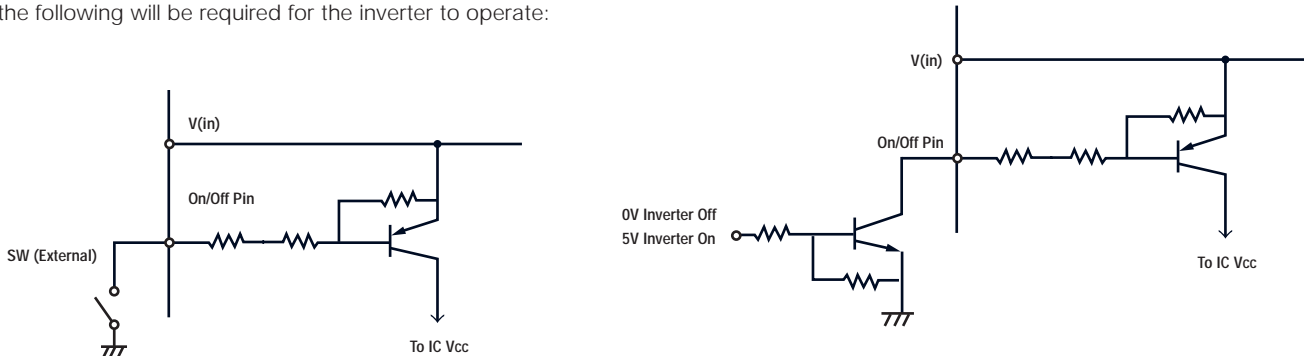 the following will be required for the inverter to operate:
V(in)
On/Off Pin
SW (External)
To IC Vcc
V(in)
On/Off Pin
0V Inverter Off
5V Inverter On
To IC Vcc